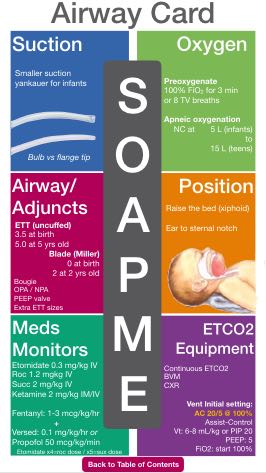 Airway Card
Suction
Smaller suction
yankauer for infants
Bulb vs flange tip
Oxygen
Preoxygenate
100% FiO2 for 3 min
or 8 TV breaths
Apneic oxygenation
NC at 5 L (infants)
to
15 L (teens)
S
O
A
P
M
E
Airway/
Adjuncts
ETT (uncuffed)
3.5 at birth
5.0 at 5 yrs old
Blade (Miller)
0 at birth
2 at 2 yrs old
Bougie
OPA / NPA
PEEP valve
Extra ETT sizes
Position
Raise the bed (xiphoid)
Ear to sternal notch
Meds
Monitors
Etomidate 0.3 mg/kg IV
Roc 1.2 mgkg IV
Succ 2 mg/kg IV
Ketamine 2 mg/kg IM/IV
Fentanyl: 1-3 mcg/kg/hr
+
Versed: 0.1 mg/kg/hr or
Propofol 50 mcg/kg/min
Etomidate x4=roc dose / x5=sux dose
ETCO2
Equipment
Continuous ETCO2
BVM
CXR
Vent Initial setting:
AC 20/5 @ 100%
Assist-Control
Vt: 6-8 mL/kg or PIP 20
PEEP: 5
FiO2: start 100%
Back to Table of Contents